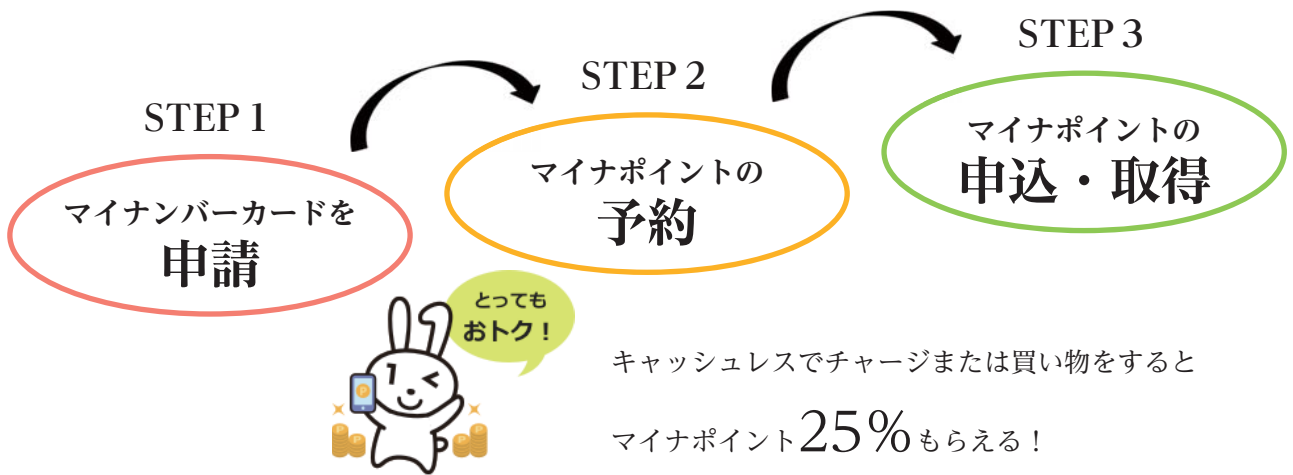 STEP 1
マイナンバーカードを
申請
STEP 2
マイナポイントの
予約
STEP 3
マイナポイントの
申込・取得
とっても
おトク！
キャッシュレスでチャージまたは買い物をすると
マイナポイント25%もらえる！